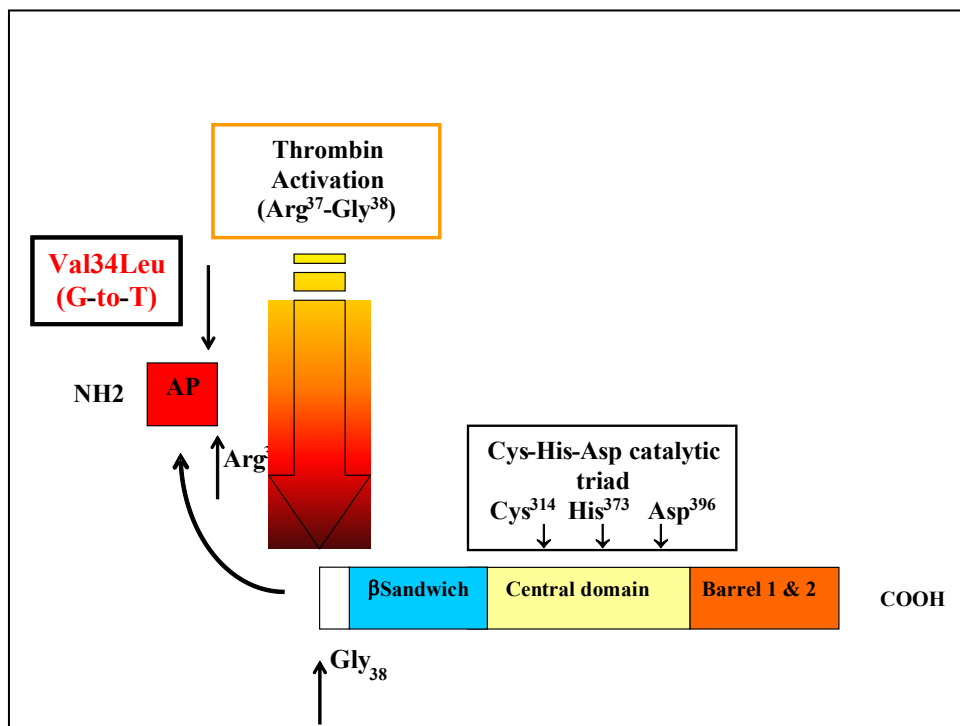 Thrombin
Activation
(Arg³⁷-Gly³⁸)
Val34Leu
(G-to-T)
NH2
AP
Arg³
Cys-His-Asp catalytic
triad
Cys³¹⁴ His³⁷³ Asp³⁹⁶
βSandwich
Central domain
Barrel 1 & 2
COOH
Gly₃₈